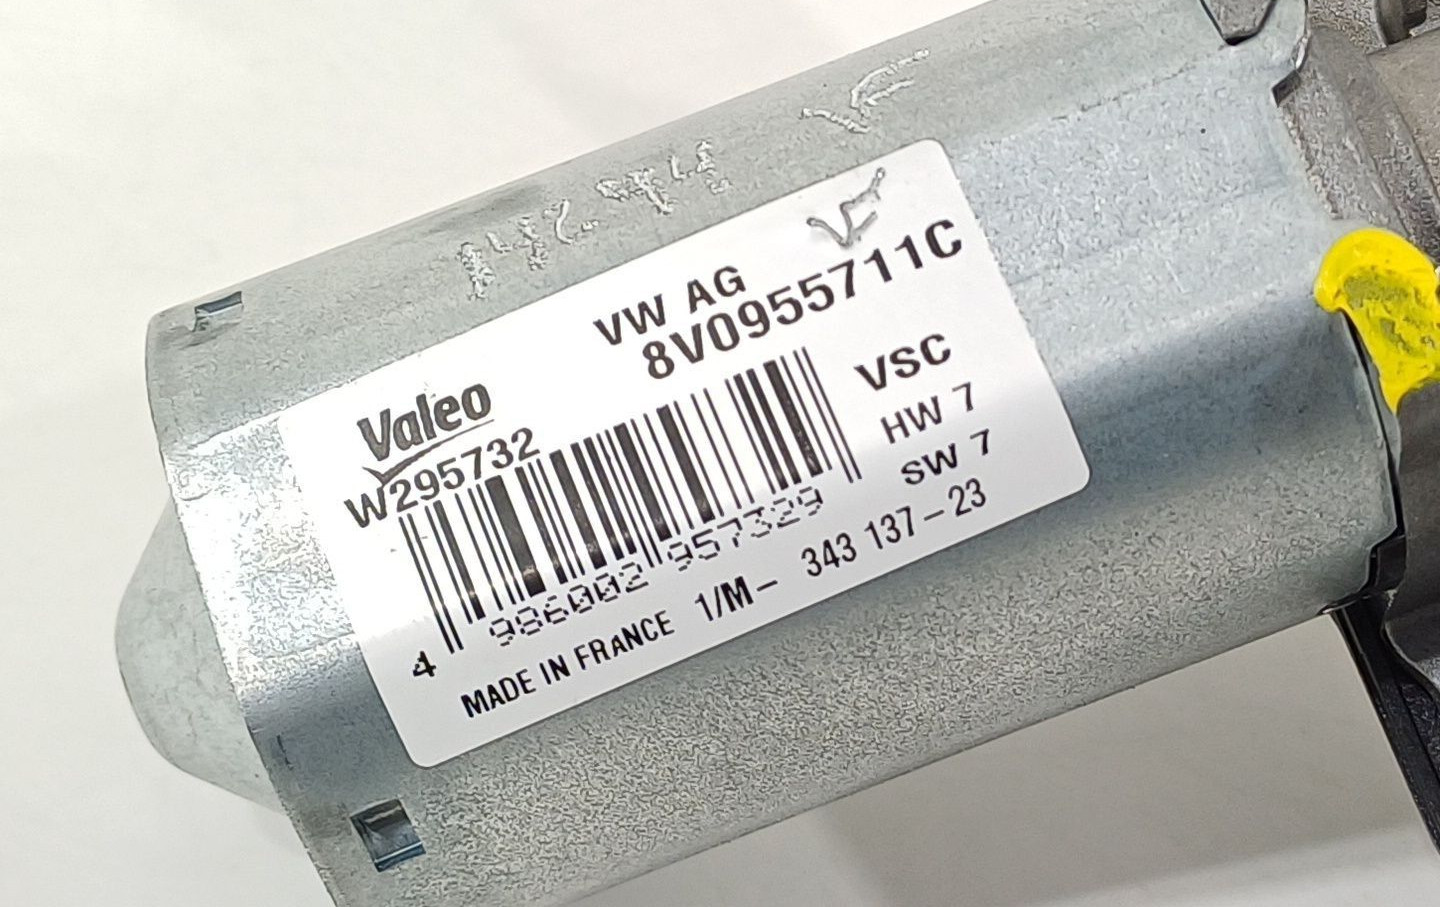 VW AG
8V0955711C
Valeo
W295732
VSC
HW 7
SW 7
4 986002 957329
MADE IN FRANCE 1/M- 343 137-23